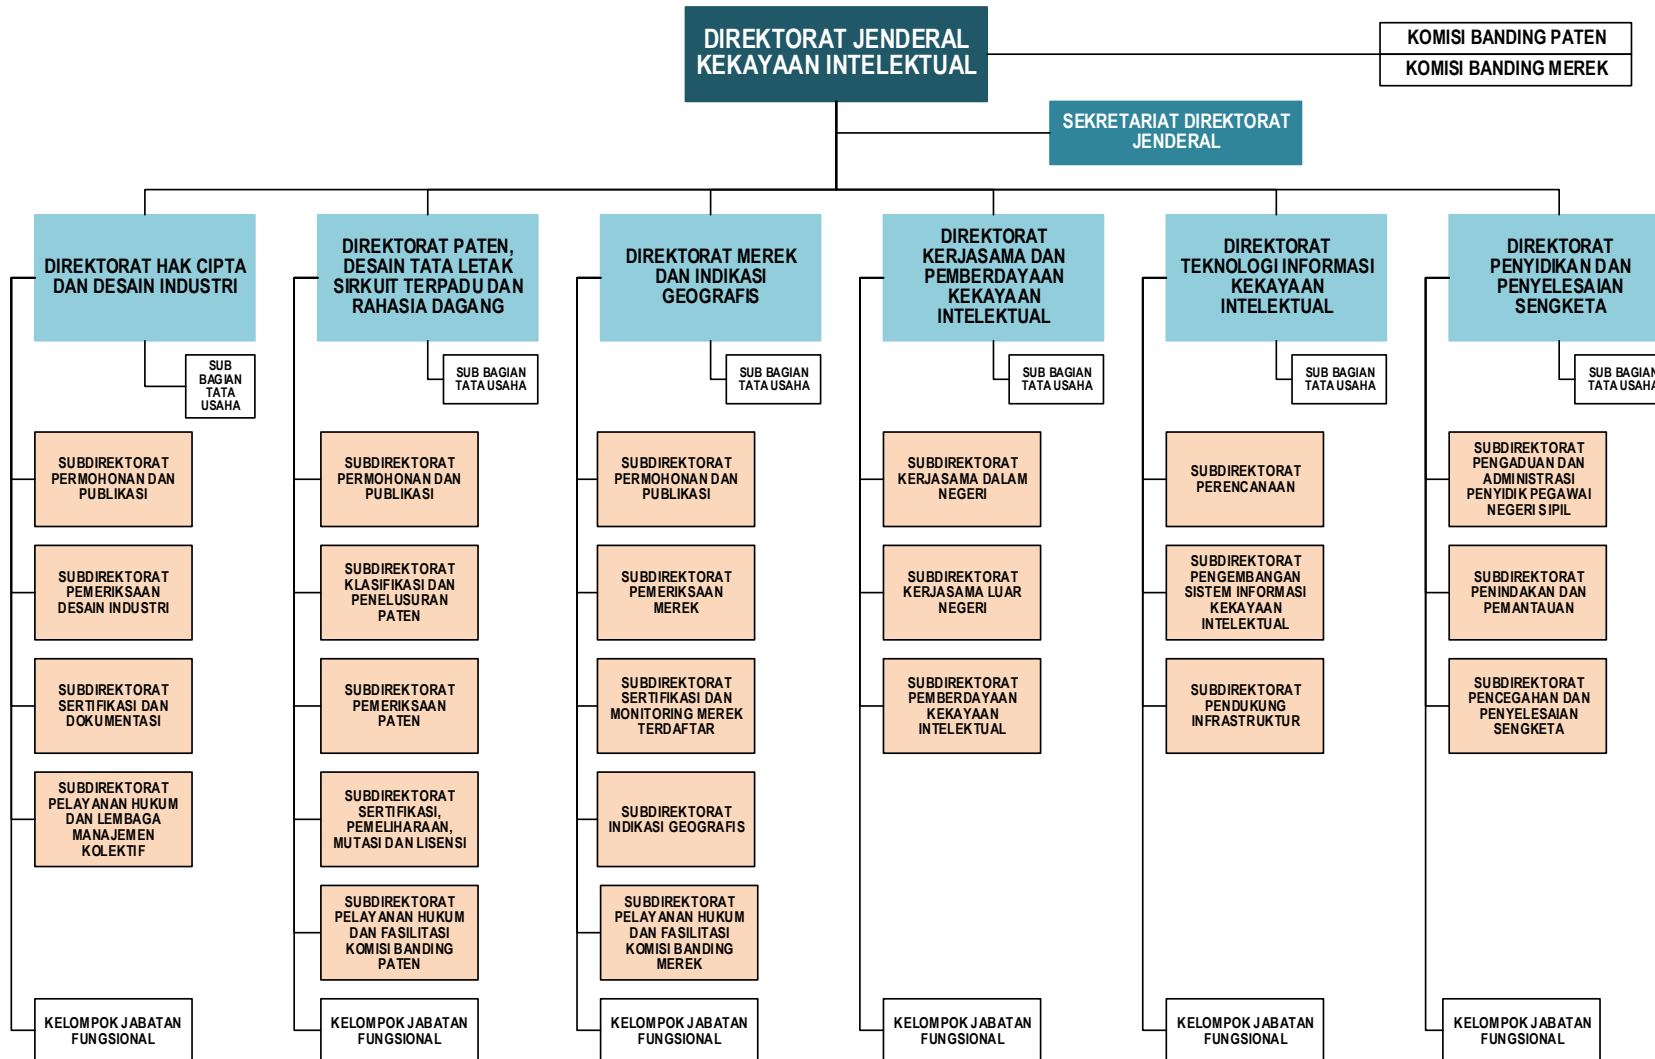 DIREKTORAT JENDERAL
KEKAYAAN INTELEKTUAL
KOMISI BANDING PATEN
KOMISI BANDING MEREK
SEKRETARIAT DIREKTORAT
JENDERAL
DIREKTORAT HAK CIPTA
DAN DESAIN INDUSTRI
SUB
BAGIAN
TATA
USAHA
SUBDIREKTORAT
PERMOHONAN DAN
PUBLIKASI
SUBDIREKTORAT
PEMERIKSAAN
DESAIN INDUSTRI
SUBDIREKTORAT
SERTIFIKASI DAN
DOKUMENTASI
SUBDIREKTORAT
PELAYANAN HUKUM
DAN LEMBAGA
MANAJEMEN
KOLEKTIF
KELOMPOK JABATAN
FUNGSIONAL
DIREKTORAT PATEN,
DESAIN TATA LETAK
SIRKUIT TERPADU DAN
RAHASIA DAGANG
SUB BAGIAN
TATA USAHA
SUBDIREKTORAT
PERMOHONAN DAN
PUBLIKASI
SUBDIREKTORAT
KLASIFIKASI DAN
PENELUSURAN
PATEN
SUBDIREKTORAT
PEMERIKSAAN
PATEN
SUBDIREKTORAT
SERTIFIKASI,
PEMELIHARAAN,
MUTASI DAN LISENSI
SUBDIREKTORAT
PELAYANAN HUKUM
DAN FASILITASI
KOMISI BANDING
PATEN
KELOMPOK JABATAN
FUNGSIONAL
DIREKTORAT MEREK
DAN INDIKASI
GEOGRAFIS
SUB BAGIAN
TATA USAHA
SUBDIREKTORAT
PERMOHONAN DAN
PUBLIKASI
SUBDIREKTORAT
PEMERIKSAAN
MEREK
SUBDIREKTORAT
SERTIFIKASI DAN
MONITORING MEREK
TERDAFTAR
SUBDIREKTORAT
INDIKASI GEOGRAFIS
SUBDIREKTORAT
PELAYANAN HUKUM
DAN FASILITASI
KOMISI BANDING
MEREK
KELOMPOK JABATAN
FUNGSIONAL
DIREKTORAT
KERJASAMA DAN
PEMBERDAYAAN
KEKAYAAN
INTELEKTUAL
SUB BAGIAN
TATA USAHA
SUBDIREKTORAT
KERJASAMA DALAM
NEGERI
SUBDIREKTORAT
KERJASAMA LUAR
NEGERI
SUBDIREKTORAT
PEMBERDAYAAN
KEKAYAAN
INTELEKTUAL
KELOMPOK JABATAN
FUNGSIONAL
DIREKTORAT
TEKNOLOGI INFORMASI
KEKAYAAN
INTELEKTUAL
SUB BAGIAN
TATA USAHA
SUBDIREKTORAT
PERENCANAAN
SUBDIREKTORAT
PENGEMBANGAN
SISTEM INFORMASI
KEKAYAAN
INTELEKTUAL
SUBDIREKTORAT
PENDUKUNG
INFRASTRUKTUR
KELOMPOK JABATAN
FUNGSIONAL
DIREKTORAT
PENYIDIKAN DAN
PENYELESAIAN
SENGKETA
SUB BAGIAN
TATA USAHA
SUBDIREKTORAT
PENGADUAN DAN
ADMINISTRASI
PENYIDIK PEGAWAI
NEGERI SIPIL
SUBDIREKTORAT
PENINDAKAN DAN
PEMANTAUAN
SUBDIREKTORAT
PENCEGAHAN DAN
PENYELESAIAN
SENGKETA
KELOMPOK JABATAN
FUNGSIONAL